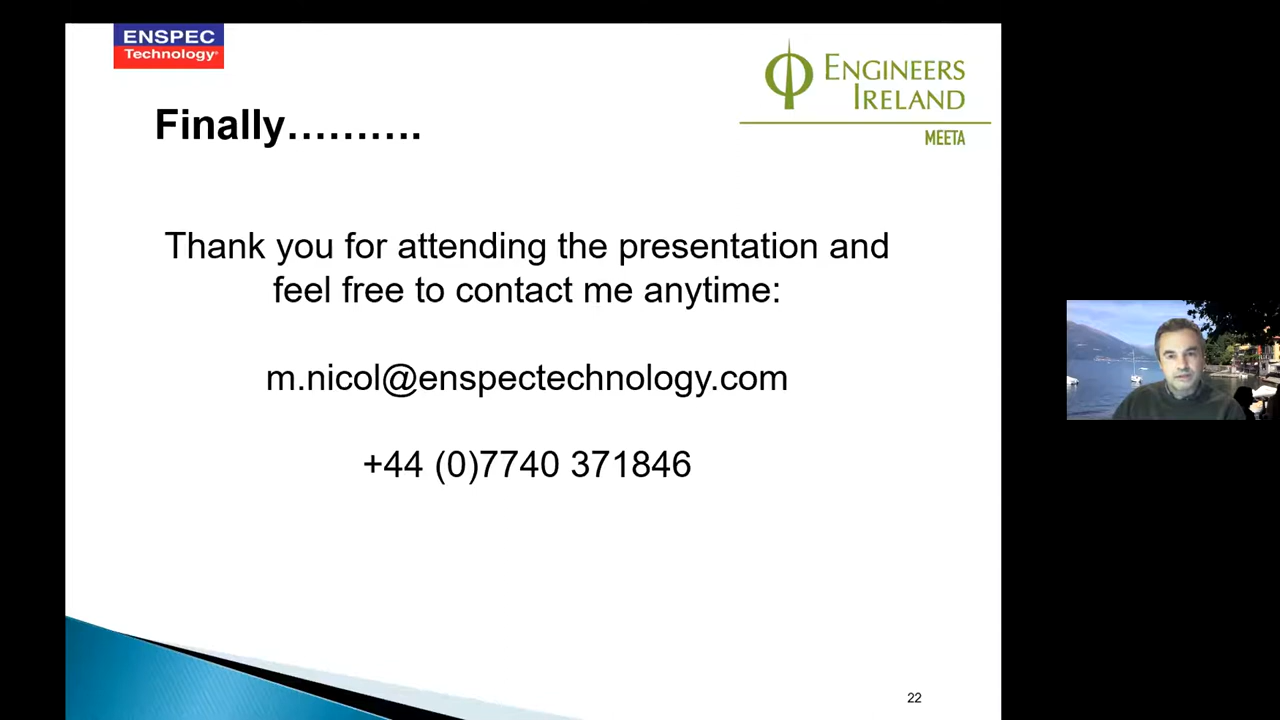 ENSPEC
Technology®
ENGINEERS
IRELAND
MEETA
Finally..........
Thank you for attending the presentation and
feel free to contact me anytime:
m.nicol@enspectechnology.com
+44 (0)7740 371846
22